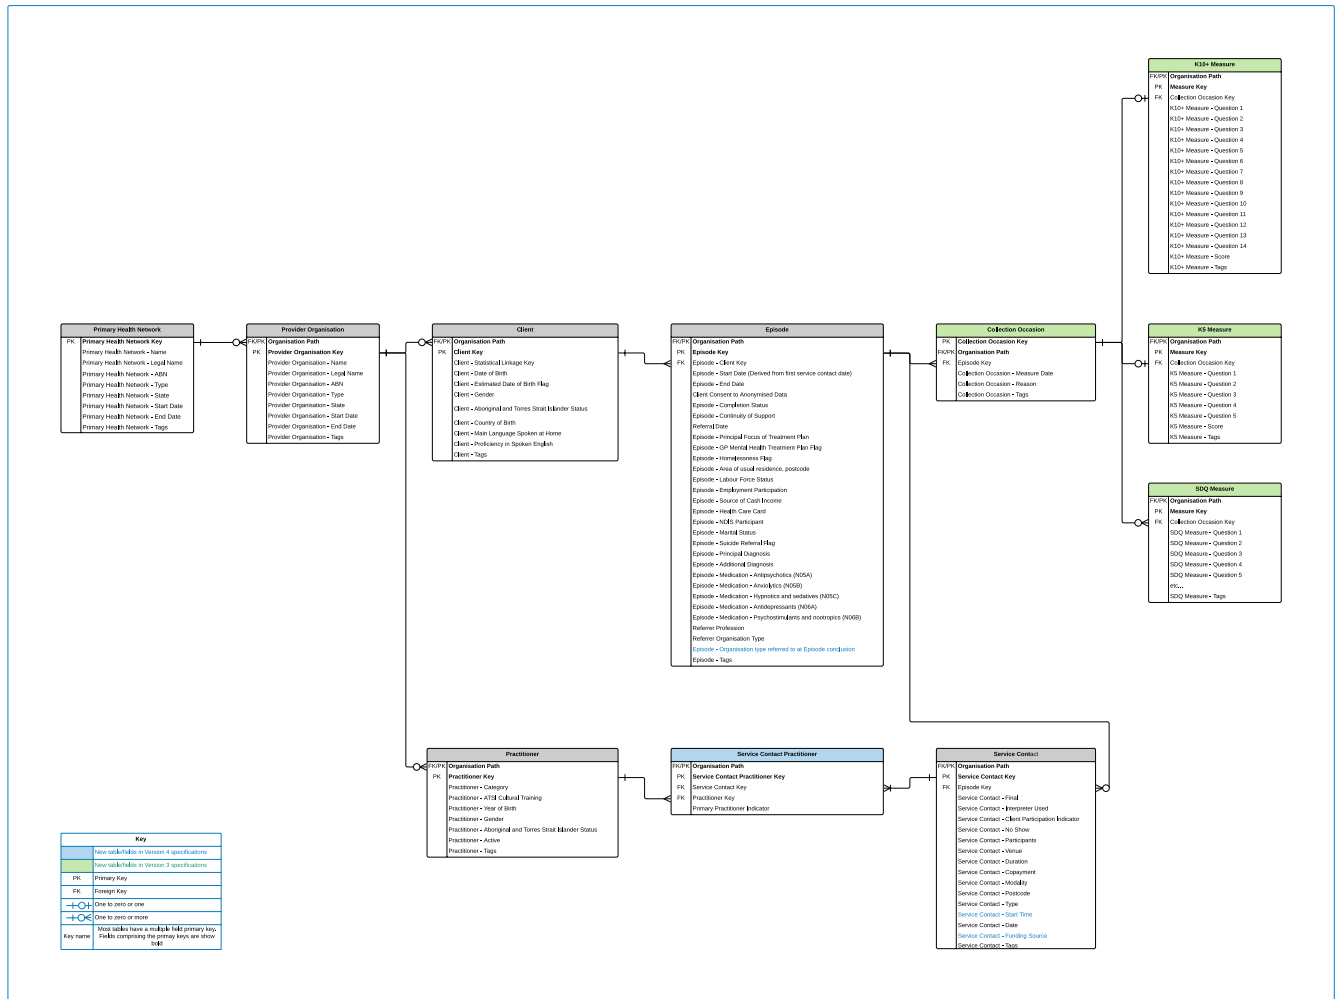 K10+ Measure
FK/PK Organisation Path
PK Measure Key
FK Collection Occasion Key
K10+ Measure - Question 1
K10+ Measure - Question 2
K10+ Measure - Question 3
K10+ Measure - Question 4
K10+ Measure - Question 5
K10+ Measure - Question 6
K10+ Measure - Question 7
K10+ Measure - Question 8
K10+ Measure - Question 9
K10+ Measure - Question 10
K10+ Measure - Question 11
K10+ Measure - Question 12
K10+ Measure - Question 13
K10+ Measure - Question 14
K10+ Measure - Score
K10+ Measure - Tags
Primary Health Network
PK Primary Health Network Key
Primary Health Network - Name
Primary Health Network - Legal Name
Primary Health Network - ABN
Primary Health Network - Type
Primary Health Network - State
Primary Health Network - Start Date
Primary Health Network - End Date
Primary Health Network - Tags
Provider Organisation
FK/PK Organisation Path
PK Provider Organisation Key
Provider Organisation - Name
Provider Organisation - Legal Name
Provider Organisation - ABN
Provider Organisation - Type
Provider Organisation - State
Provider Organisation - Start Date
Provider Organisation - End Date
Provider Organisation - Tags
Client
FK/PK Organisation Path
PK Client Key
Client - Statistical Linkage Key
Client - Date of Birth
Client - Estimated Date of Birth Flag
Client - Gender
Client - Aboriginal and Torres Strait Islander Status
Client - Country of Birth
Client - Main Language Spoken at Home
Client - Proficiency in Spoken English
Client - Tags
Episode
FK/PK Organisation Path
PK Episode Key
FK Episode - Client Key
Episode - Start Date (Derived from first service contact date)
Episode - End Date
Client Consent to Anonymised Data
Episode - Completion Status
Episode - Continuity of Support
Referral Date
Episode - Principal Focus of Treatment Plan
Episode - GP Mental Health Treatment Plan Flag
Episode - Homelessness Flag
Episode - Area of usual residence, postcode
Episode - Labour Force Status
Episode - Employment Participation
Episode - Source of Cash Income
Episode - Health Care Card
Episode - NDIS Participant
Episode - Marital Status
Episode - Suicide Referral Flag
Episode - Principal Diagnosis
Episode - Additional Diagnosis
Episode - Medication - Antipsychotics (N05A)
Episode - Medication - Anxiolytics (N05B)
Episode - Medication - Hypnotics and sedatives (N05C)
Episode - Medication - Antidepressants (N06A)
Episode - Medication - Psychostimulants and nootropics (N06B)
Referrer Profession
Referrer Organisation Type
Episode - Organisation type referred to at Episode conclusion
Episode - Tags
Collection Occasion
PK Collection Occasion Key
FK/PK Organisation Path
FK Episode Key
Collection Occasion - Measure Date
Collection Occasion - Reason
Collection Occasion - Tags
K5 Measure
FK/PK Organisation Path
PK Measure Key
FK Collection Occasion Key
K5 Measure - Question 1
K5 Measure - Question 2
K5 Measure - Question 3
K5 Measure - Question 4
K5 Measure - Question 5
K5 Measure - Score
K5 Measure - Tags
SDQ Measure
FK/PK Organisation Path
PK Measure Key
FK Collection Occasion Key
SDQ Measure - Question 1
SDQ Measure - Question 2
SDQ Measure - Question 3
SDQ Measure - Question 4
SDQ Measure - Question 5
etc...
SDQ Measure - Tags
Practitioner
FK/PK Organisation Path
PK Practitioner Key
Practitioner - Category
Practitioner - ATSI Cultural Training
Practitioner - Year of Birth
Practitioner - Gender
Practitioner - Aboriginal and Torres Strait Islander Status
Practitioner - Active
Practitioner - Tags
Service Contact Practitioner
FK/PK Organisation Path
PK Service Contact Practitioner Key
FK Service Contact Key
FK Practitioner Key
Primary Practitioner Indicator
Service Contact
FK/PK Organisation Path
PK Service Contact Key
FK Episode Key
Service Contact - Final
Service Contact - Interpreter Used
Service Contact - Client Participation Indicator
Service Contact - No Show
Service Contact - Participants
Service Contact - Venue
Service Contact - Duration
Service Contact - Copayment
Service Contact - Modality
Service Contact - Postcode
Service Contact - Type
Service Contact - Start Time
Service Contact - Date
Service Contact - Funding Source
Service Contact - Tags
Key
New table/fields in Version 4 specifications
New table/fields in Version 3 specifications
PK Primary Key
FK Foreign Key
One to zero or one
One to zero or more
Key name Most tables have a multiple field primary key.
Fields comprising the primay keys are show
bold